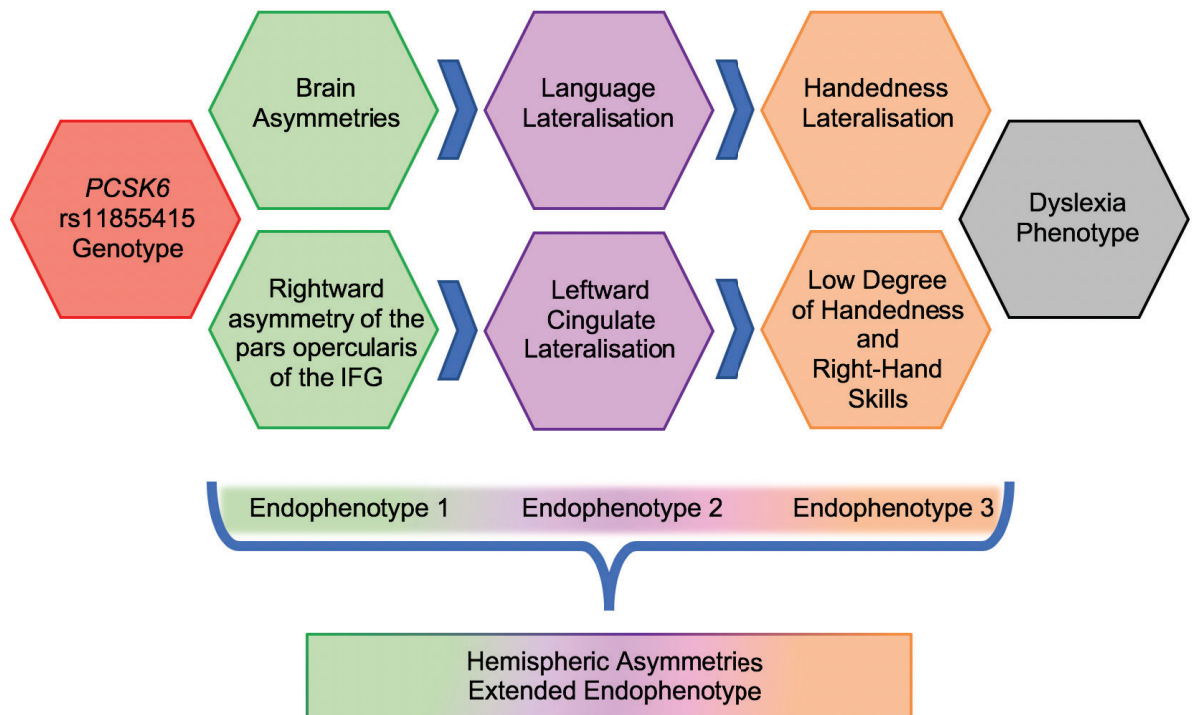 Brain
Asymmetries
Language
Lateralisation
Handedness
Lateralisation
PCSK6
rs11855415
Genotype
Dyslexia
Phenotype
Rightward
asymmetry of the
pars opercularis
of the IFG
Leftward
Cingulate
Lateralisation
Low Degree
of Handedness
and
Right-Hand
Skills
Endophenotype 1
Endophenotype 2
Endophenotype 3
Hemispheric Asymmetries
Extended Endophenotype